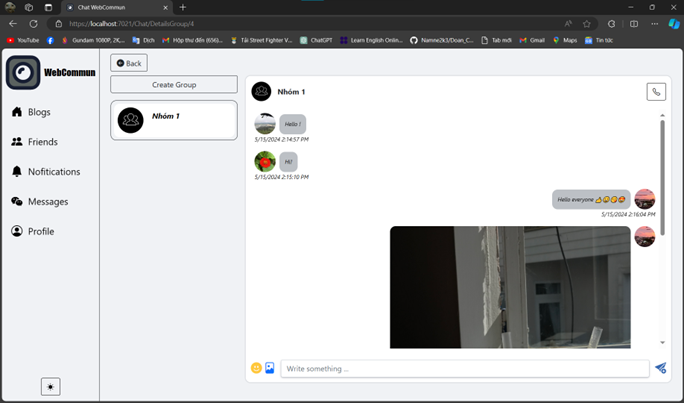 Chat WebCommun
https://localhost:7021/Chat/DetailsGroup/4
YouTube
Gundam 1080P, 2K,...
Dịch
Hộp thư đến (656)...
Tải Street Fighter V...
ChatGPT
Learn English Onlin...
Namne2k3/Doan_C...
Tab mới
Gmail
Maps
Tin tức
WebCommun
Blogs
Friends
Nofitications
Messages
Profile
Back
Create Group
Nhóm 1
Nhóm 1
Hello !
5/15/2024 2:14:57 PM
Hi!
5/15/2024 2:15:10 PM
Hello everyone 👍😀😘😍
5/15/2024 2:16:04 PM
Write something ...